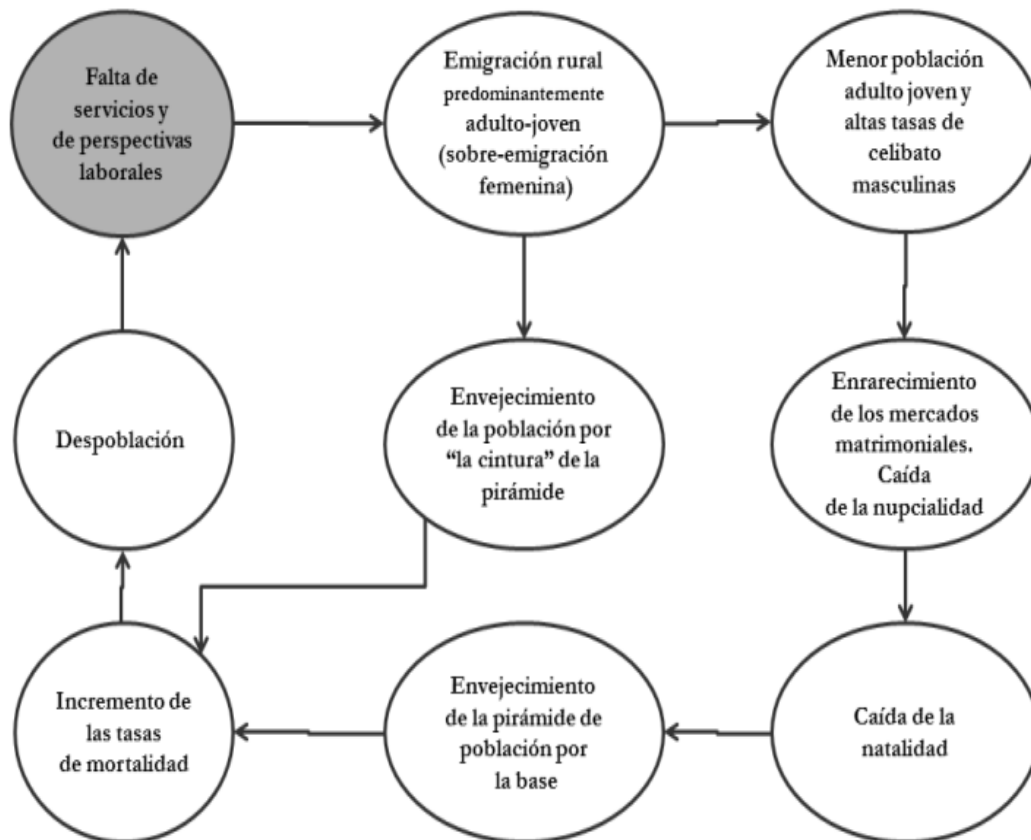 Falta de
servicios y
de perspectivas
laborales
Emigración rural
predominantemente
adulto-joven
(sobre-emigración
femenina)
Menor población
adulto joven y
altas tasas de
celibato
masculinas
Despoblación
Envejecimiento
de la población por
“la cintura” de la
pirámide
Enrarecimiento
de los mercados
matrimoniales.
Caída
de la nupcialidad
Incremento de
las tasas
de mortalidad
Envejecimiento
de la pirámide de
población por
la base
Caída de la
natalidad